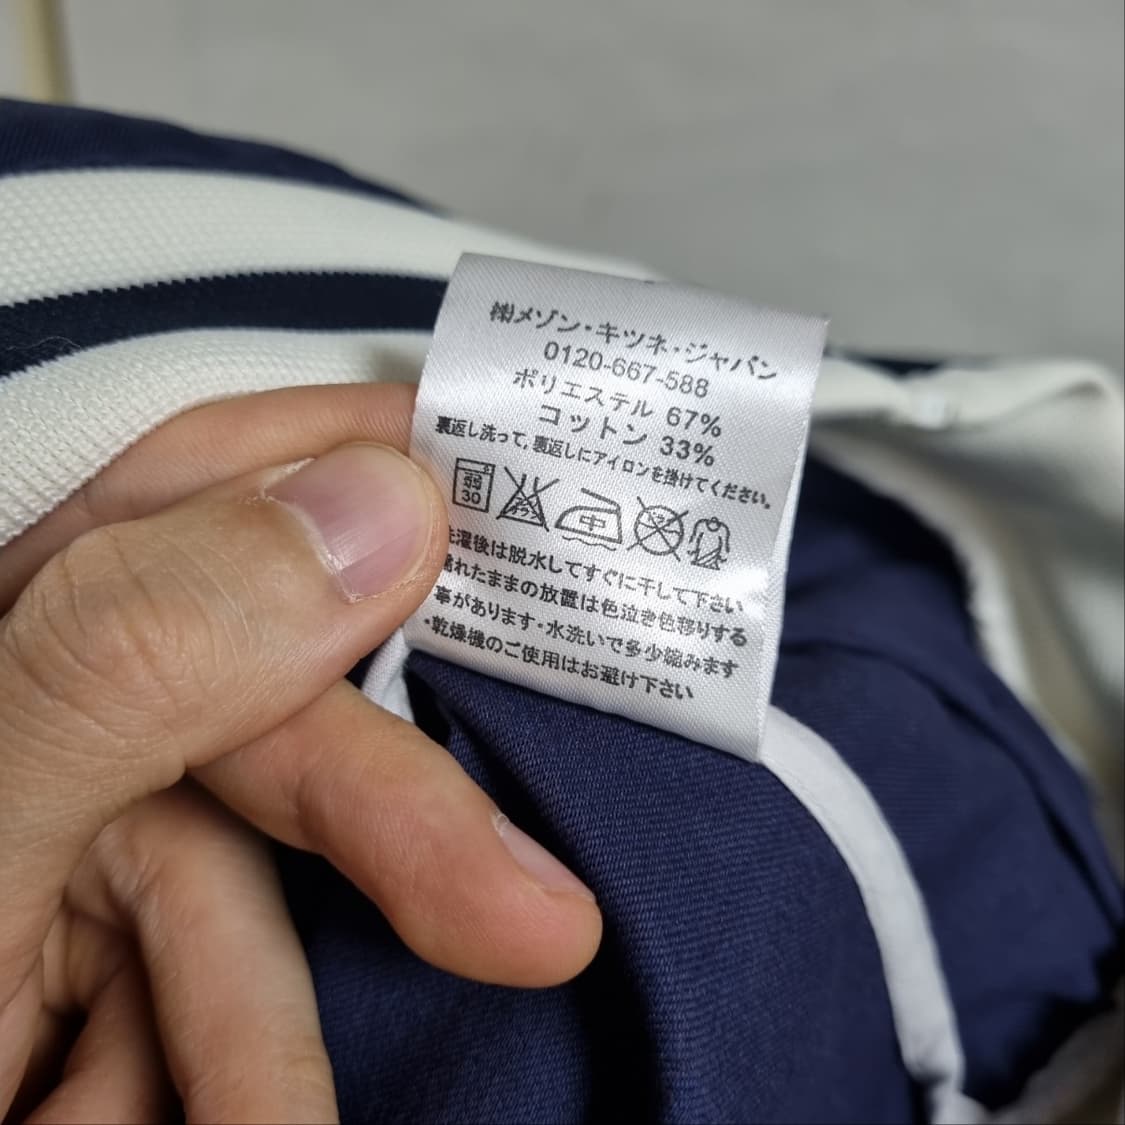 ㈱メゾン・キツネ・ジャパン
0120-667-588
ポリエステル 67%
コットン 33%
裏返し洗って，裏返しにアイロンを掛けてください。
弱 30 中
洗濯後は脱水してすぐに干して下さい
濡れたままの放置は色泣き色移りする
事があります・水洗いで多少縮みます
・乾燥機のご使用はお避け下さい